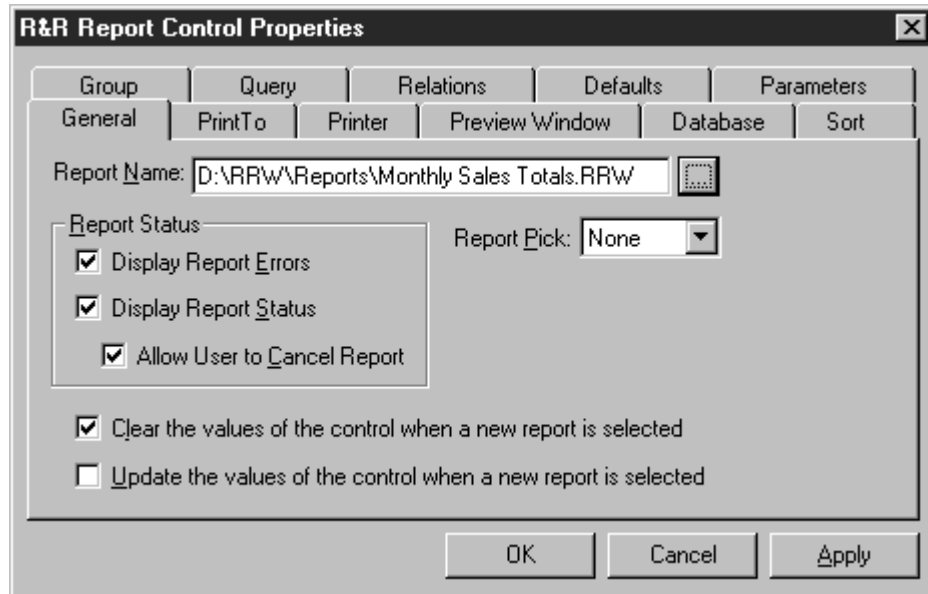 R&R Report Control Properties
Group Query Relations Defaults Parameters
General PrintTo Printer Preview Window Database Sort
Report Name: D:\RRW\Reports\Monthly Sales Totals.RRW ...
Report Status
Report Pick: None
Display Report Errors
Display Report Status
Allow User to Cancel Report
Clear the values of the control when a new report is selected
Update the values of the control when a new report is selected
OK Cancel Apply